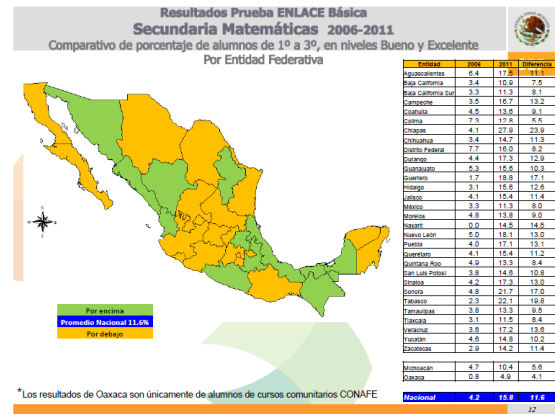 Resultados Prueba ENLACE Básica
Secundaria Matemáticas 2006-2011
Comparativo de porcentaje de alumnos de 1º a 3º, en niveles Bueno y Excelente
Por Entidad Federativa
Entidad 2006 2011 Diferencia
Aguascalientes 6.4 17.5 11.1
Baja California 3.4 10.9 7.5
Baja California Sur 3.3 11.3 8.1
Campeche 3.5 16.7 13.2
Coahuila 4.5 13.6 9.1
Colima 7.3 12.8 5.5
Chiapas 4.1 27.9 23.9
Chihuahua 3.4 14.7 11.3
Distrito Federal 7.7 16.0 8.2
Durango 4.4 17.3 12.9
Guanajuato 5.3 15.6 10.3
Guerrero 1.7 18.8 17.1
Hidalgo 3.1 15.6 12.6
Jalisco 4.1 15.4 11.4
México 3.3 11.3 8.0
Morelos 4.8 13.8 9.0
Nayarit 0.0 14.5 14.5
Nuevo León 5.0 18.1 13.0
Puebla 4.0 17.1 13.1
Querétaro 4.1 15.4 11.2
Quintana Roo 4.9 13.3 8.4
San Luis Potosí 3.8 14.6 10.8
Sinaloa 4.2 17.3 13.0
Sonora 4.8 21.7 17.0
Tabasco 2.3 22.1 19.8
Tamaulipas 3.8 13.3 9.5
Tlaxcala 3.1 11.5 8.4
Veracruz 3.6 17.2 13.6
Yucatán 4.6 14.8 10.2
Zacatecas 2.9 14.2 11.4
Michoacán 4.7 10.4 5.6
Oaxaca 0.8 4.9 4.1
Nacional 4.2 15.8 11.6
Por encima
Promedio Nacional 11.6%
Por debajo
*Los resultados de Oaxaca son únicamente de alumnos de cursos comunitarios CONAFE
12